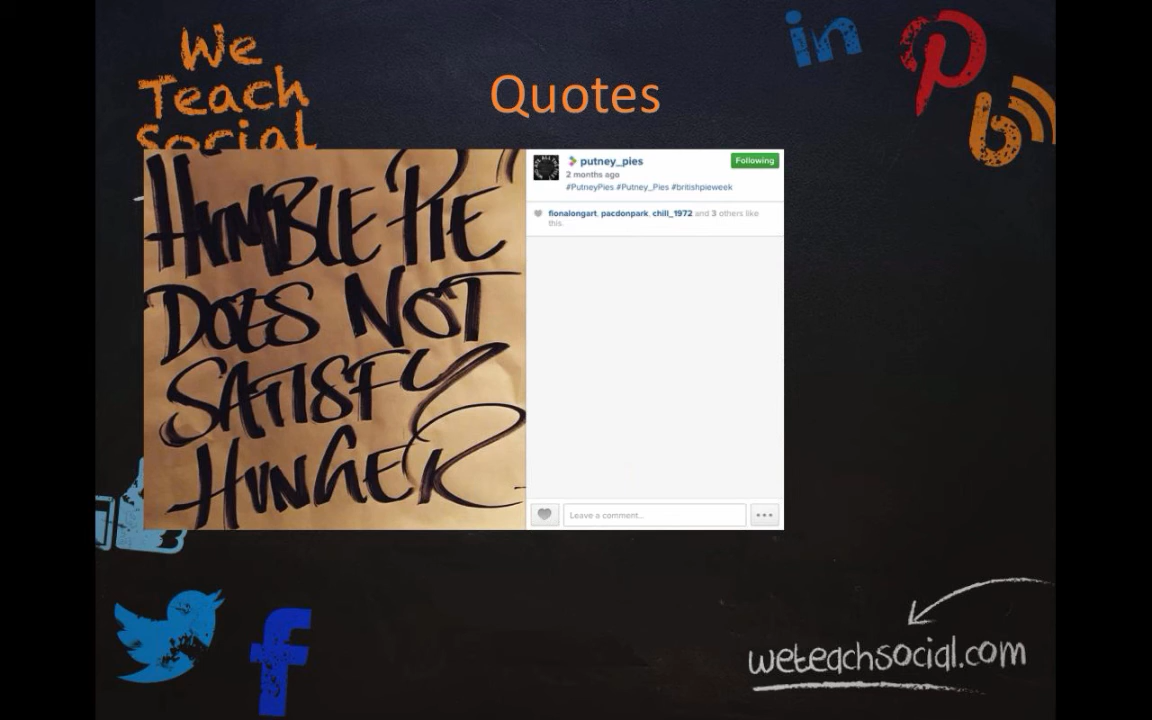 We
Teach
Social
Quotes
HUMBLE PIE
DOES NOT
SATISFY
HUNGER
putney_pies
Following
2 months ago
#PutneyPies #Putney_Pies #britishpieweek
fionalongart, pacdonpark, chill_1972 and 3 others like
this.
Leave a comment...
weteachsocial.com